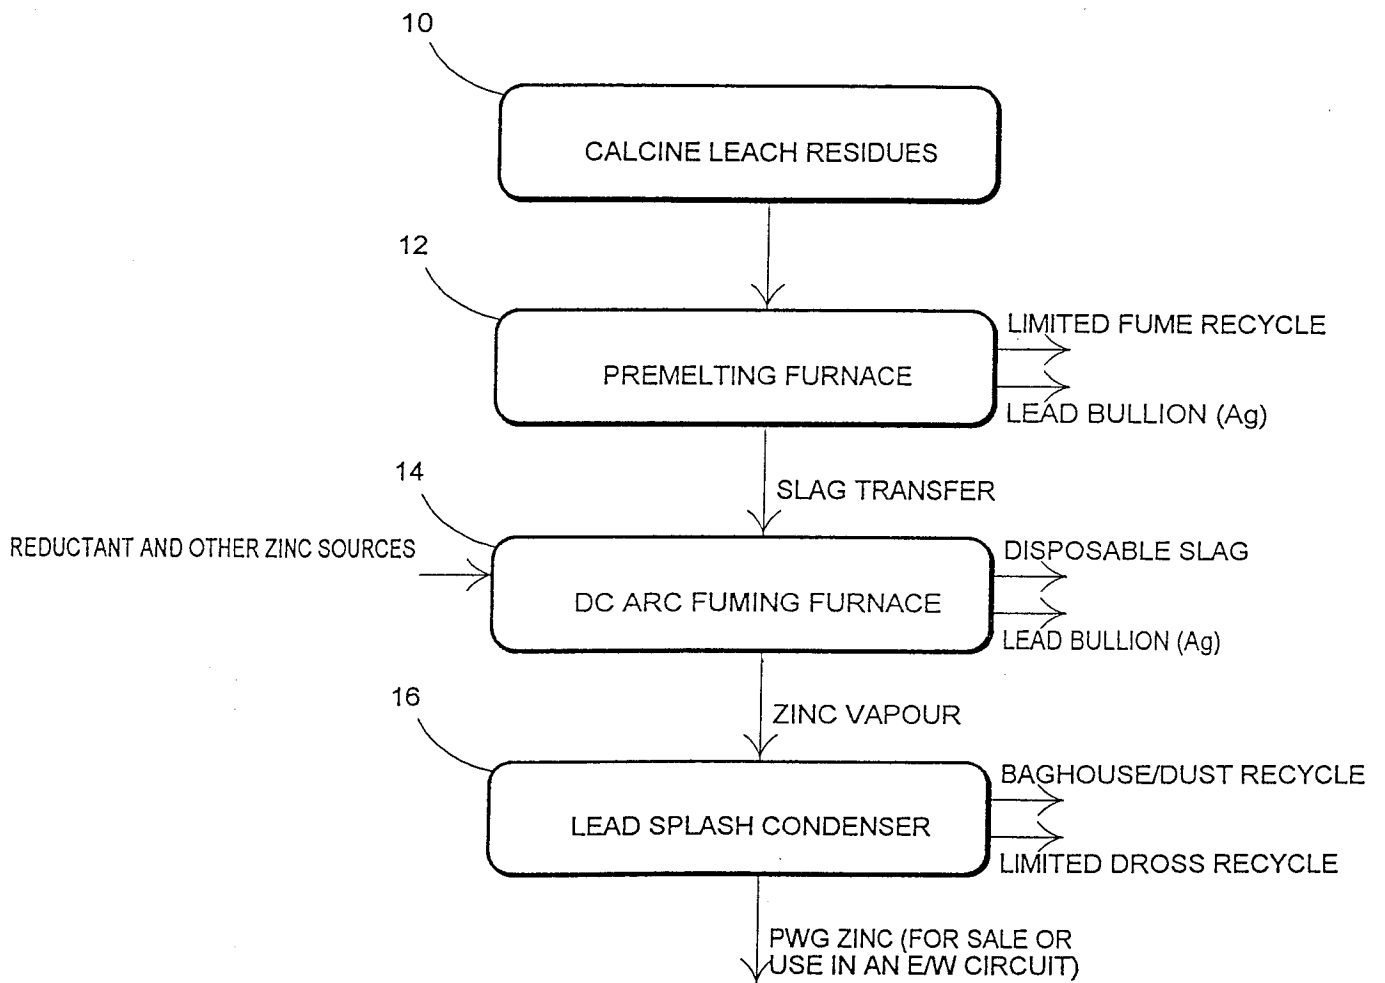 10
CALCINE LEACH RESIDUES
12
LIMITED FUME RECYCLE
PREMELTING FURNACE
LEAD BULLION (Ag)
14
SLAG TRANSFER
REDUCTANT AND OTHER ZINC SOURCES
DISPOSABLE SLAG
DC ARC FUMING FURNACE
LEAD BULLION (Ag)
16
ZINC VAPOUR
BAGHOUSE/DUST RECYCLE
LEAD SPLASH CONDENSER
LIMITED DROSS RECYCLE
PWG ZINC (FOR SALE OR
USE IN AN E/W CIRCUIT)